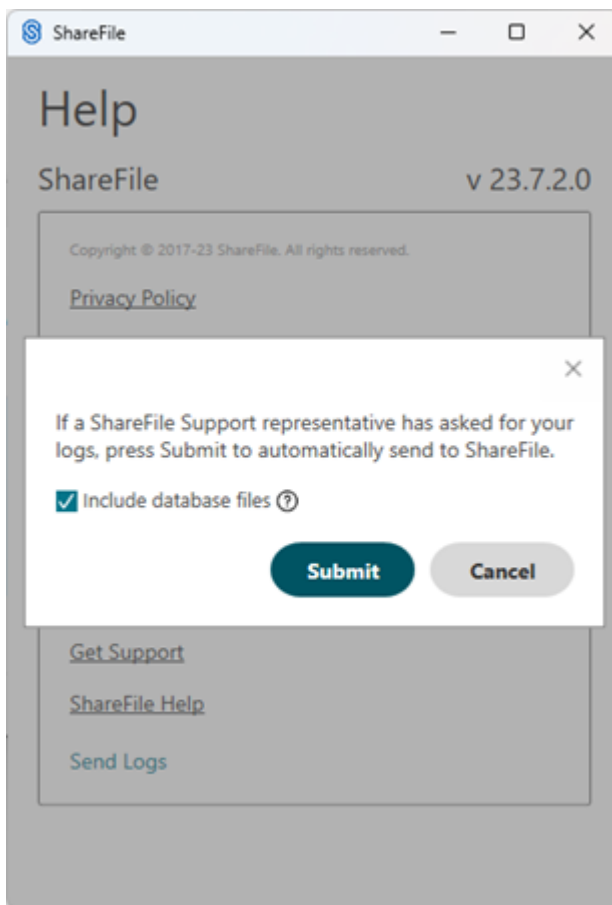 ShareFile
Help
ShareFile v 23.7.2.0
Copyright © 2017-23 ShareFile. All rights reserved.
Privacy Policy
If a ShareFile Support representative has asked for your
logs, press Submit to automatically send to ShareFile.
Include database files
Submit Cancel
Get Support
ShareFile Help
Send Logs